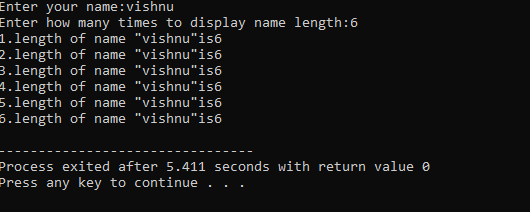 Enter your name:vishnu
Enter how many times to display name length:6
1.length of name "vishnu"is6
2.length of name "vishnu"is6
3.length of name "vishnu"is6
4.length of name "vishnu"is6
5.length of name "vishnu"is6
6.length of name "vishnu"is6
--------------------------------
Process exited after 5.411 seconds with return value 0
Press any key to continue . . .